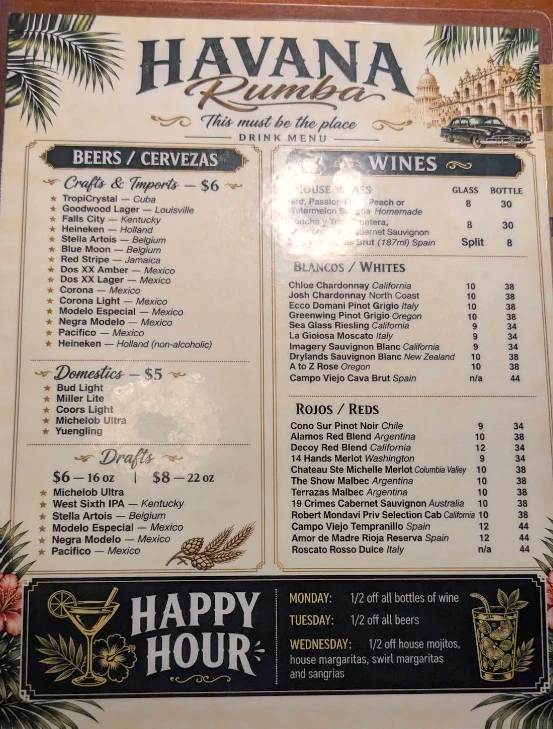 HAVANA
Rumba
This must be the place
DRINK MENU
BEERS / CERVEZAS
Crafts & Imports — $6
TropiCrystal — Cuba
Goodwood Lager — Louisville
Falls City — Kentucky
Heineken — Holland
Stella Artois — Belgium
Blue Moon — Belgium
Red Stripe — Jamaica
Dos XX Amber — Mexico
Dos XX Lager — Mexico
Corona — Mexico
Corona Light — Mexico
Modelo Especial — Mexico
Negra Modelo — Mexico
Pacifico — Mexico
Heineken — Holland (non-alcoholic)
Domestics — $5
Bud Light
Miller Lite
Coors Light
Michelob Ultra
Yuengling
Drafts
$6 — 16 oz | $8 — 22 oz
Michelob Ultra
West Sixth IPA — Kentucky
Stella Artois — Belgium
Modelo Especial — Mexico
Negra Modelo — Mexico
Pacifico — Mexico
WINES
GLASS BOTTLE
Peach or
Watermelon Homemade 8 30
8 30
Brut (187ml) Spain Split 8
BLANCOS / WHITES
Chloe Chardonnay California 10 38
Josh Chardonnay North Coast 10 38
Ecco Domani Pinot Grigio Italy 10 38
Greenwing Pinot Grigio Oregon 10 38
Sea Glass Riesling California 9 34
La Gioiosa Moscato Italy 9 34
Imagery Sauvignon Blanc California 9 34
Drylands Sauvignon Blanc New Zealand 10 38
A to Z Rose Oregon 10 38
Campo Viejo Cava Brut Spain n/a 44
ROJOS / REDS
Cono Sur Pinot Noir Chile 9 34
Alamos Red Blend Argentina 10 38
Decoy Red Blend California 12 34
14 Hands Merlot Washington 9 34
Chateau Ste Michelle Merlot Columbia Valley 10 38
The Show Malbec Argentina 10 38
Terrazas Malbec Argentina 10 38
19 Crimes Cabernet Sauvignon Australia 10 38
Robert Mondavi Priv Selection Cab California 10 38
Campo Viejo Tempranillo Spain 12 44
Amor de Madre Rioja Reserva Spain 12 44
Roscato Rosso Dulce Italy n/a 44
HAPPY
HOUR
MONDAY: 1/2 off all bottles of wine
TUESDAY: 1/2 off all beers
WEDNESDAY: 1/2 off house mojitos,
house margaritas, swirl margaritas
and sangrias